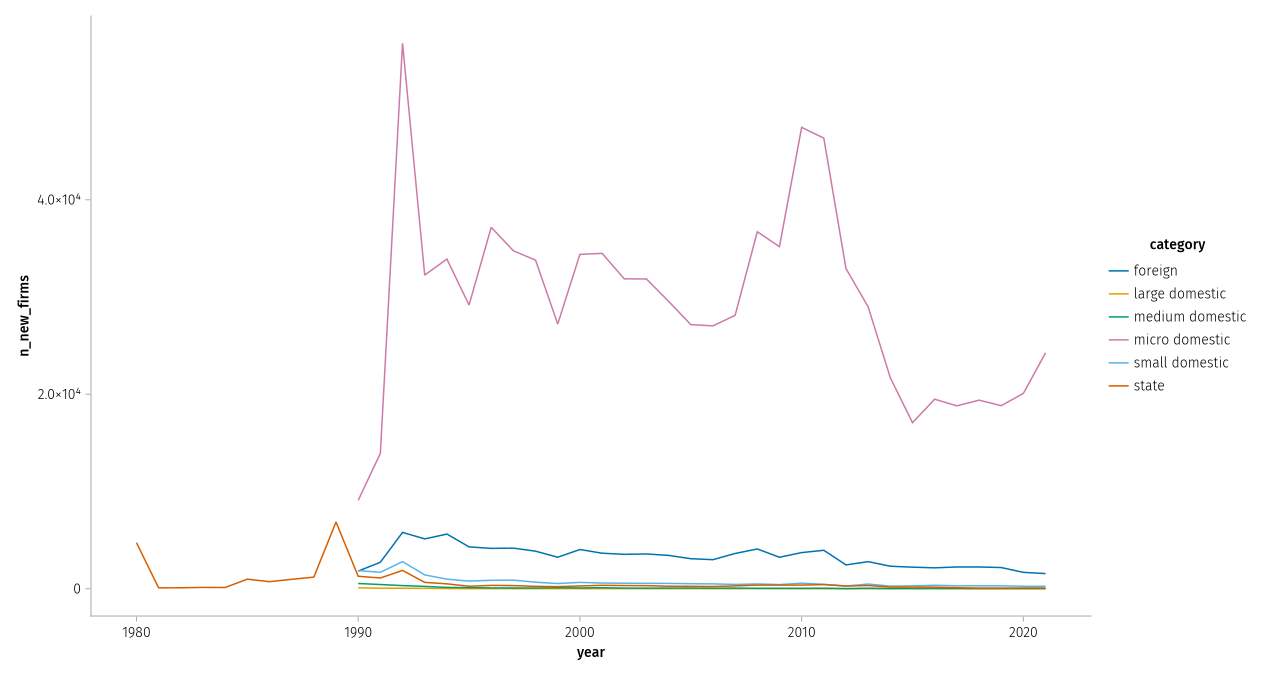 n_new_firms
4.0×10⁴
2.0×10⁴
0
1980
1990
2000
2010
2020
year
category
foreign
large domestic
medium domestic
micro domestic
small domestic
state